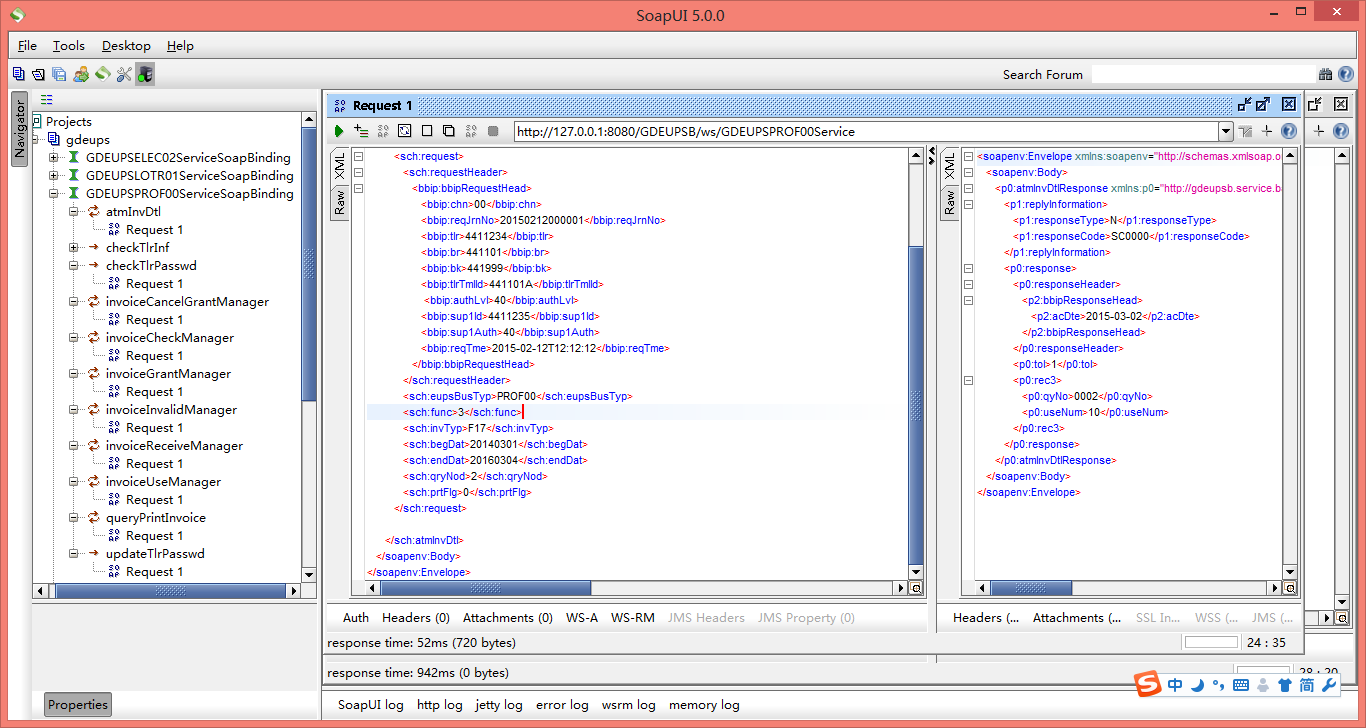 SoapUI 5.0.0
File Tools Desktop Help
Search Forum
Navigator
Projects
gdeups
GDEUPSELEC02ServiceSoapBinding
GDEUPSLOTR01ServiceSoapBinding
GDEUPSPROF00ServiceSoapBinding
atmInvDtl
Request 1
checkTlrInf
checkTlrPasswd
Request 1
invoiceCancelGrantManager
Request 1
invoiceCheckManager
Request 1
invoiceGrantManager
Request 1
invoiceInvalidManager
Request 1
invoiceReceiveManager
Request 1
invoiceUseManager
Request 1
queryPrintInvoice
Request 1
updateTlrPasswd
Request 1
Properties
Request 1
http://127.0.0.1:8080/GDEUPSB/ws/GDEUPSPROF00Service
XML
Raw
<sch:request>
<sch:requestHeader>
<bbip:bbipRequestHead>
<bbip:chn>00</bbip:chn>
<bbip:reqJrnNo>20150212000001</bbip:reqJrnNo>
<bbip:tlr>4411234</bbip:tlr>
<bbip:br>441101</bbip:br>
<bbip:bk>441999</bbip:bk>
<bbip:tlrTmlId>441101A</bbip:tlrTmlId>
<bbip:authLvl>40</bbip:authLvl>
<bbip:sup1Id>4411235</bbip:sup1Id>
<bbip:sup1Auth>40</bbip:sup1Auth>
<bbip:reqTme>2015-02-12T12:12:12</bbip:reqTme>
</bbip:bbipRequestHead>
</sch:requestHeader>
<sch:eupsBusTyp>PROF00</sch:eupsBusTyp>
<sch:func>3</sch:func>
<sch:invTyp>F17</sch:invTyp>
<sch:begDat>20140301</sch:begDat>
<sch:endDat>20160304</sch:endDat>
<sch:qryNod>2</sch:qryNod>
<sch:prtFlg>0</sch:prtFlg>
</sch:request>
</sch:atmInvDtl>
</soapenv:Body>
</soapenv:Envelope>
Auth Headers (0) Attachments (0) WS-A WS-RM JMS Headers JMS Property (0)
XML
Raw
<soapenv:Envelope xmlns:soapenv="http://schemas.xmlsoap.o
<soapenv:Body>
<p0:atmInvDtlResponse xmlns:p0="http://gdeupsb.service.b
<p1:replyInformation>
<p1:responseType>N</p1:responseType>
<p1:responseCode>SC0000</p1:responseCode>
</p1:replyInformation>
<p0:response>
<p0:responseHeader>
<p2:bbipResponseHead>
<p2:acDte>2015-03-02</p2:acDte>
</p2:bbipResponseHead>
</p0:responseHeader>
<p0:tol>1</p0:tol>
<p0:rec3>
<p0:qyNo>0002</p0:qyNo>
<p0:useNum>10</p0:useNum>
</p0:rec3>
</p0:response>
</p0:atmInvDtlResponse>
</soapenv:Body>
</soapenv:Envelope>
Headers (... Attachments (... SSL In... WSS (... JMS (...
response time: 52ms (720 bytes)
24 : 35
response time: 942ms (0 bytes)
28 : 20
中 简
SoapUI log http log jetty log error log wsrm log memory log